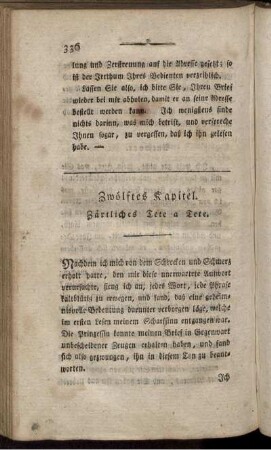 336
lung und Zerstreuung auf die Adresse gesetzt; so
ist der Irrthum Ihres Bedienten verzeihlich.
Lassen Sie also, ich bitte Sie, Ihren Brief
wieder bei mir abholen, damit er an seine Adresse
bestellt werden kann. Ich wenigstens finde
nichts darinn, was mich betrift, und verspreche
Ihnen sogar, zu vergessen, daß ich ihn gelesen
habe. —
Zwölftes Kapitel.
Zärtliches Tete a Tete.
Nachdem ich mich von dem Schrecken und Schmerz
erholt hatte, den mir diese unerwartete Antwort
verursachte, fieng ich an, jedes Wort, jede Phrase
kaltblütig zu erwegen, und fand, daß eine geheim-
nisvolle Bedeutung darunter verborgen läge, welche
im ersten Lesen meinem Scharfsinn entgangen war.
Die Prinzessin konnte meinen Brief in Gegenwart
unbescheidener Zeugen erhalten haben, und fand
sich also gezwungen, ihn in diesem Ton zu beant-
worten.
Ich